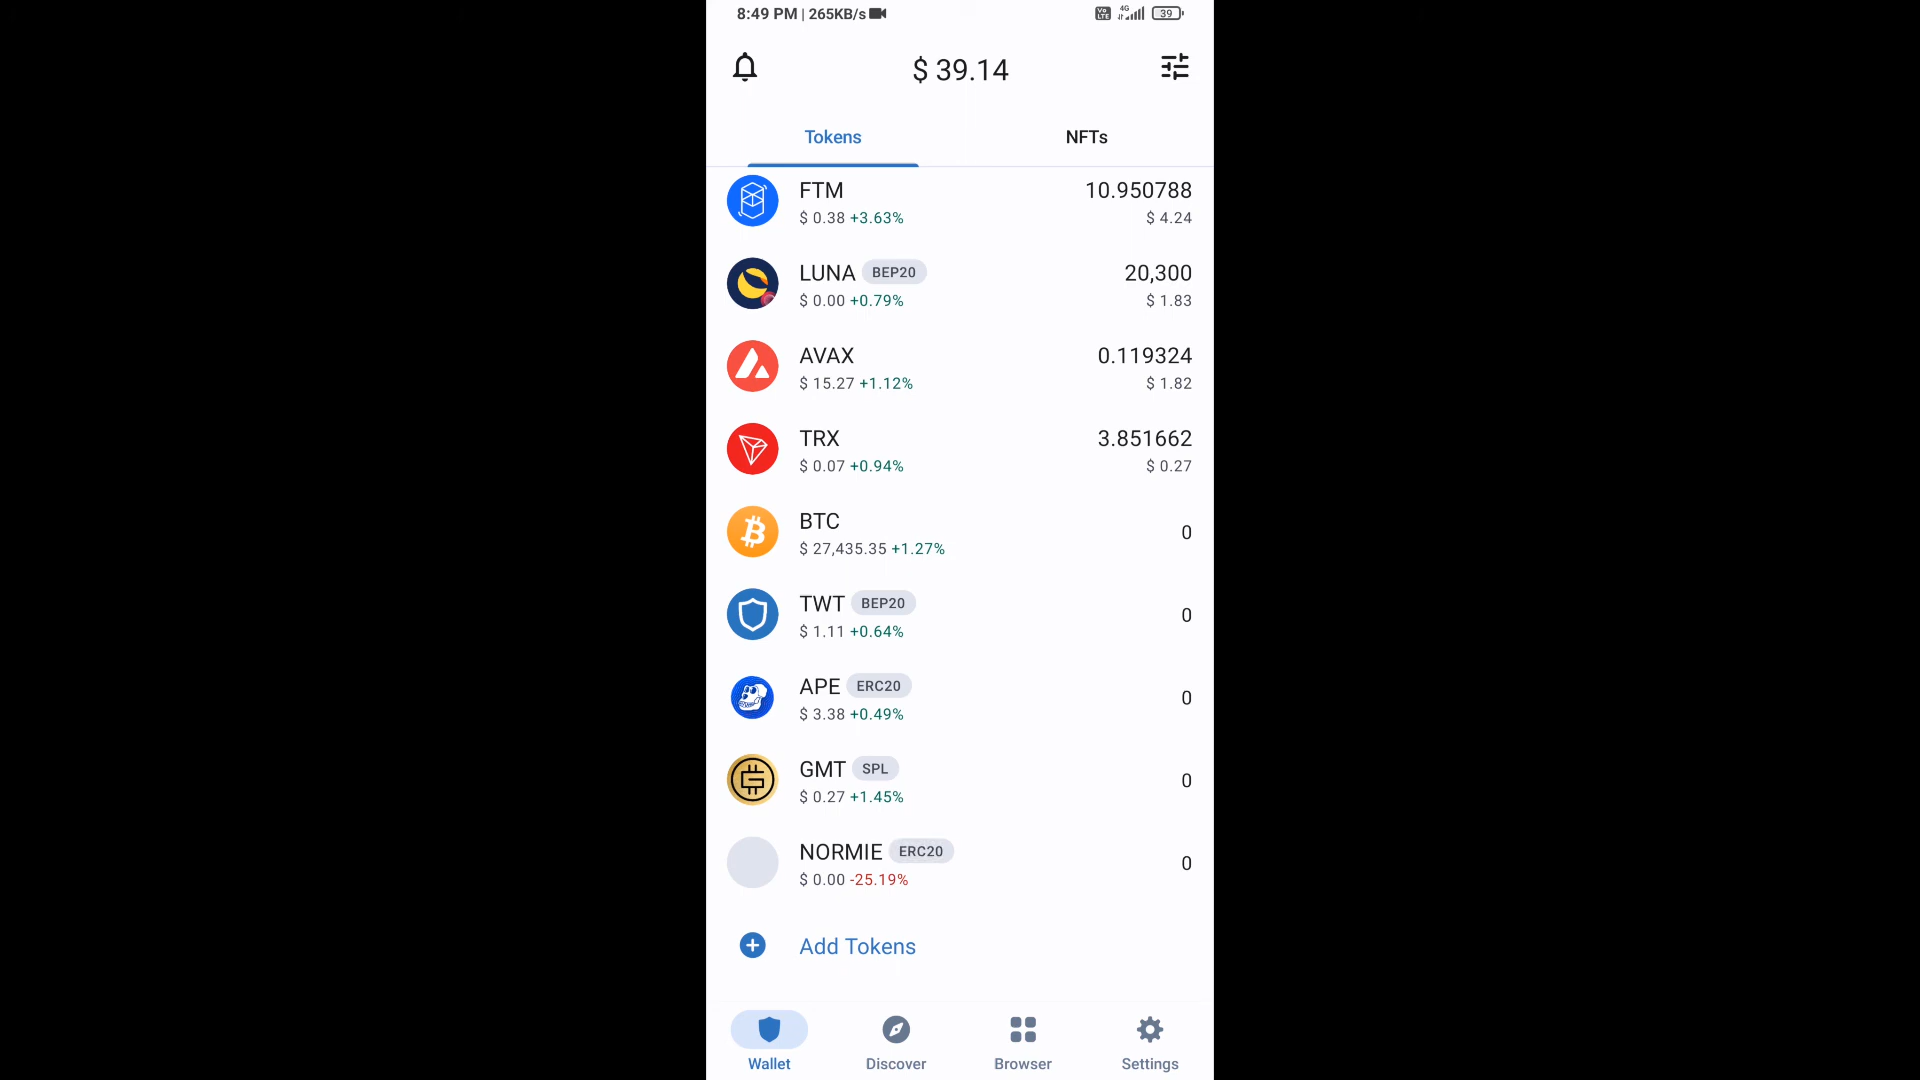 8:49 PM | 265KB/s
Vo LTE 4G 39
$ 39.14
Tokens NFTs
FTM 10.950788
$ 0.38 +3.63% $ 4.24
LUNA BEP20 20,300
$ 0.00 +0.79% $ 1.83
AVAX 0.119324
$ 15.27 +1.12% $ 1.82
TRX 3.851662
$ 0.07 +0.94% $ 0.27
BTC 0
$ 27,435.35 +1.27%
TWT BEP20 0
$ 1.11 +0.64%
APE ERC20 0
$ 3.38 +0.49%
GMT SPL 0
$ 0.27 +1.45%
NORMIE ERC20 0
$ 0.00 -25.19%
Add Tokens
Wallet Discover Browser Settings